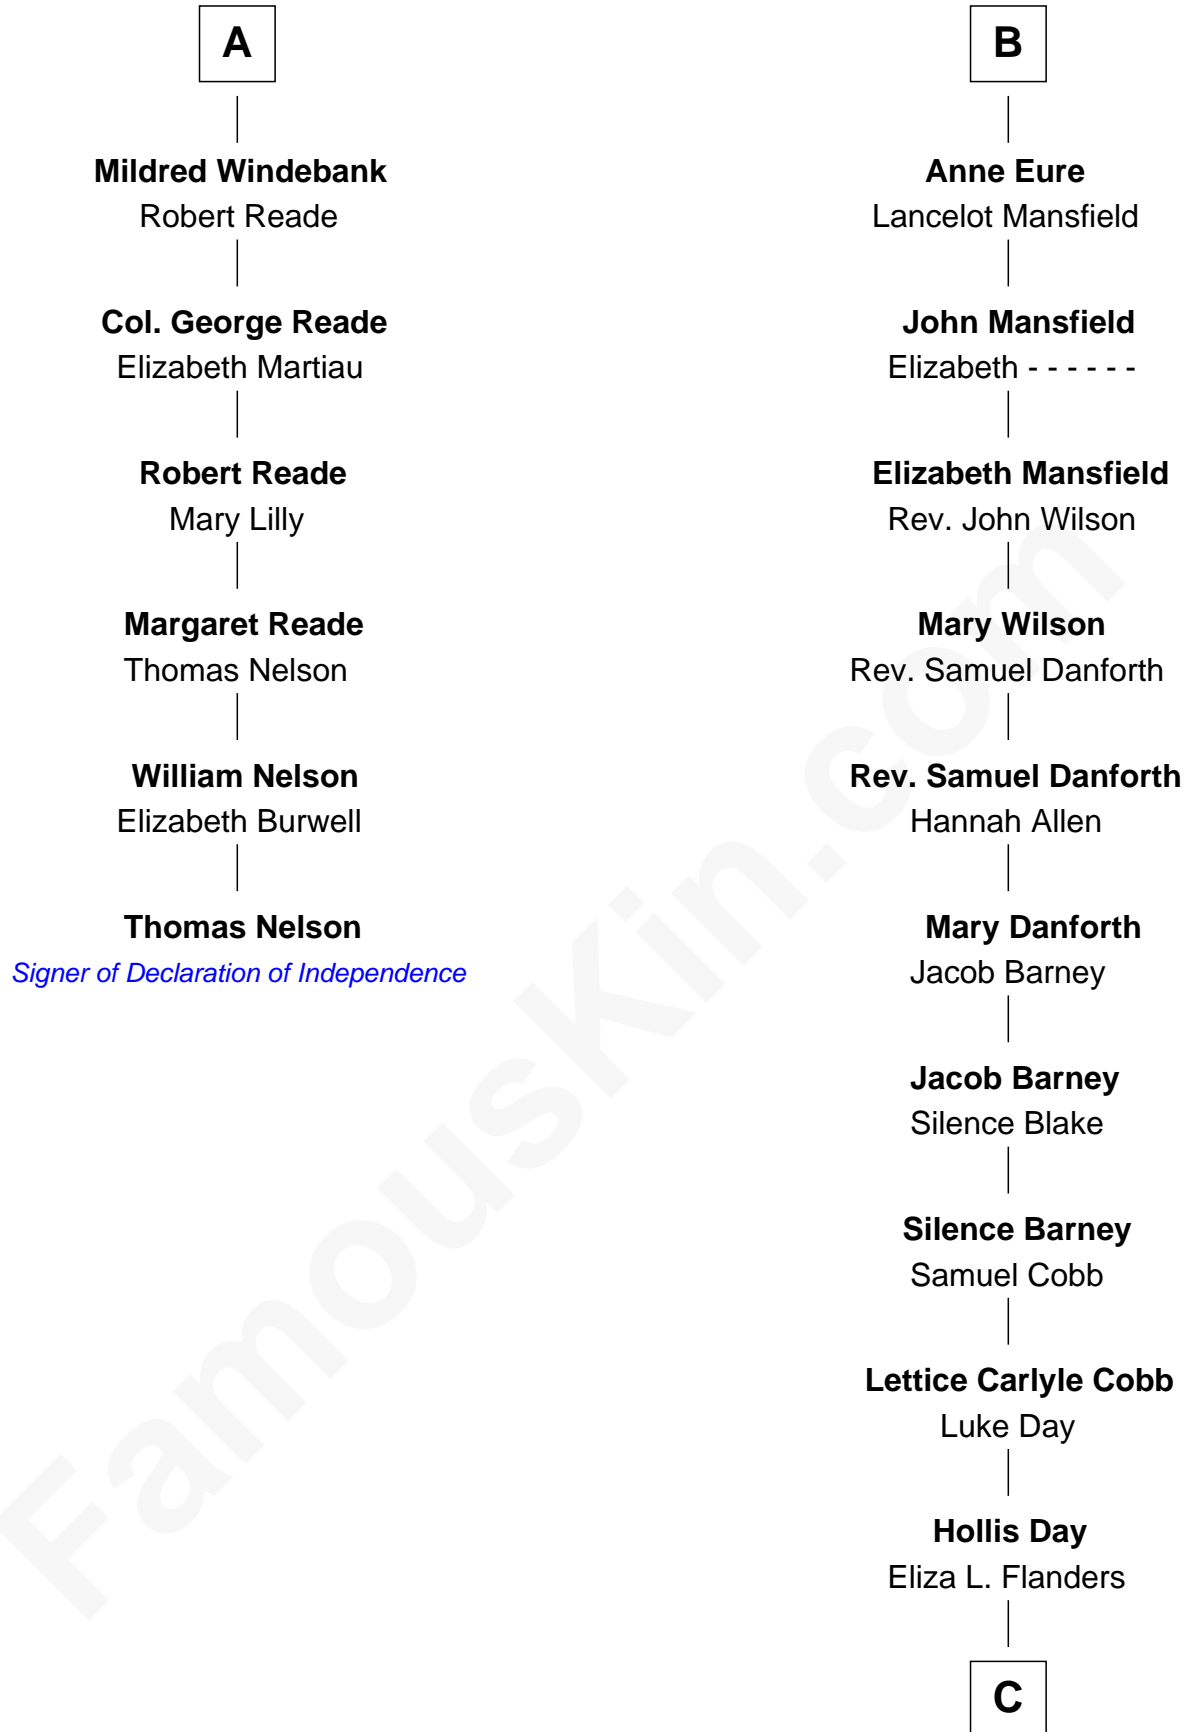 A
Mildred Windebank
Robert Reade
Col. George Reade
Elizabeth Martiau
Robert Reade
Mary Lilly
Margaret Reade
Thomas Nelson
William Nelson
Elizabeth Burwell
Thomas Nelson
Signer of Declaration of Independence
B
Anne Eure
Lancelot Mansfield
John Mansfield
Elizabeth - - - - - -
Elizabeth Mansfield
Rev. John Wilson
Mary Wilson
Rev. Samuel Danforth
Rev. Samuel Danforth
Hannah Allen
Mary Danforth
Jacob Barney
Jacob Barney
Silence Blake
Silence Barney
Samuel Cobb
Lettice Carlyle Cobb
Luke Day
Hollis Day
Eliza L. Flanders
C
FamousKin.com